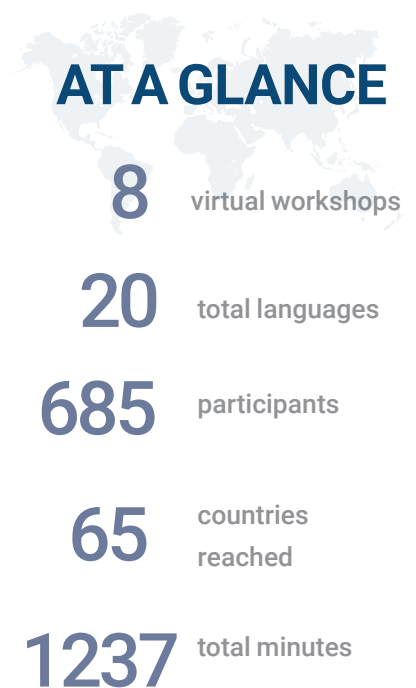 AT A GLANCE
8 virtual workshops
20 total languages
685 participants
65 countries
reached
1237 total minutes